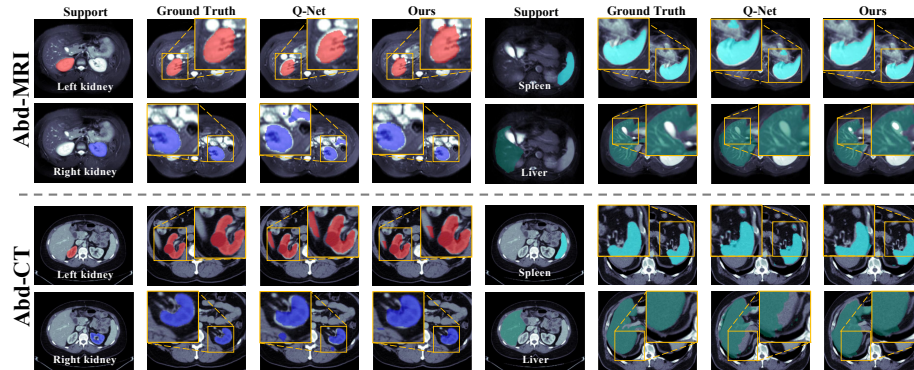 Support Ground Truth Q-Net Ours Support Ground Truth Q-Net Ours
Abd-MRI
Left kidney Spleen
Right kidney Liver
Abd-CT
Left kidney Spleen
Right kidney Liver